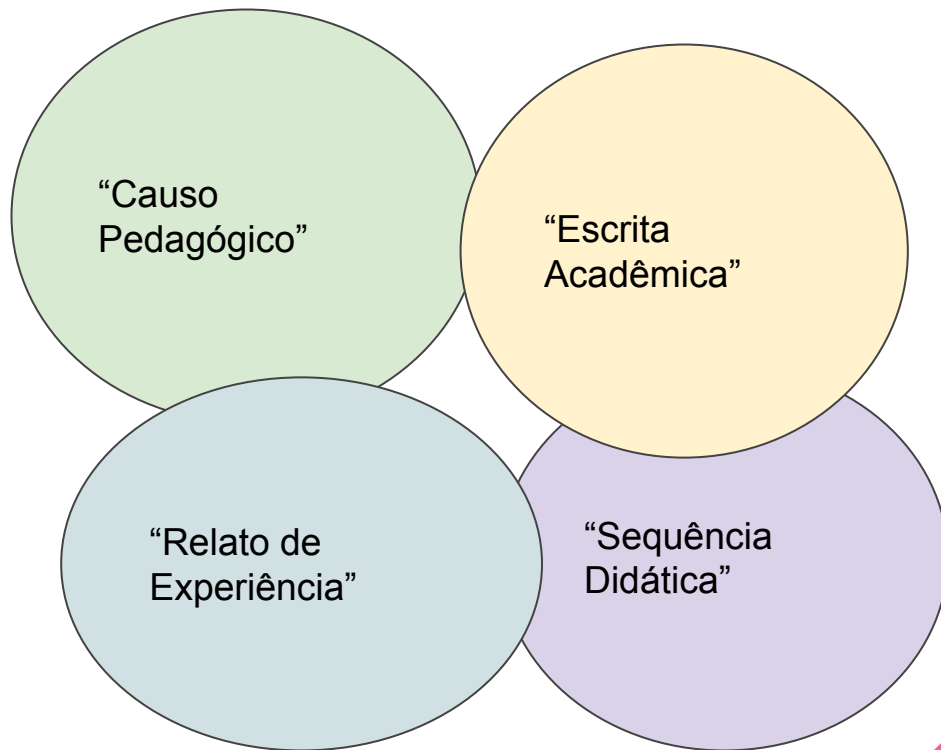 “Causo
Pedagógico”
“Escrita
Acadêmica”
“Relato de
Experiência”
“Sequência
Didática”